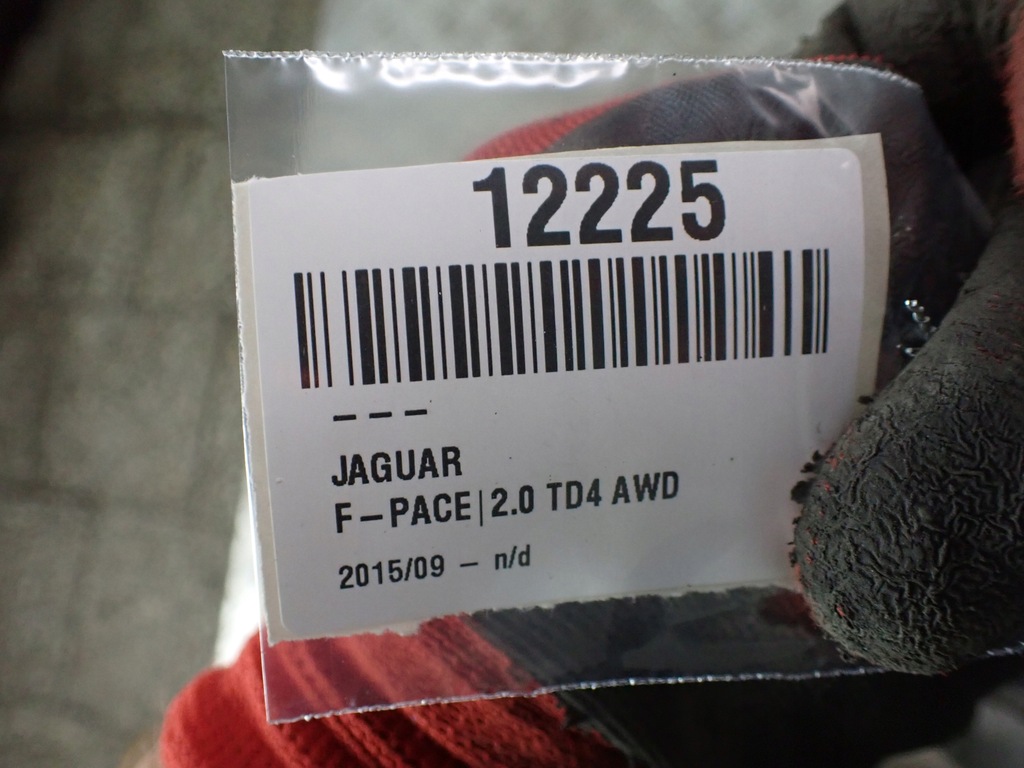 12225
– – –
JAGUAR
F–PACE|2.0 TD4 AWD
2015/09 – n/d